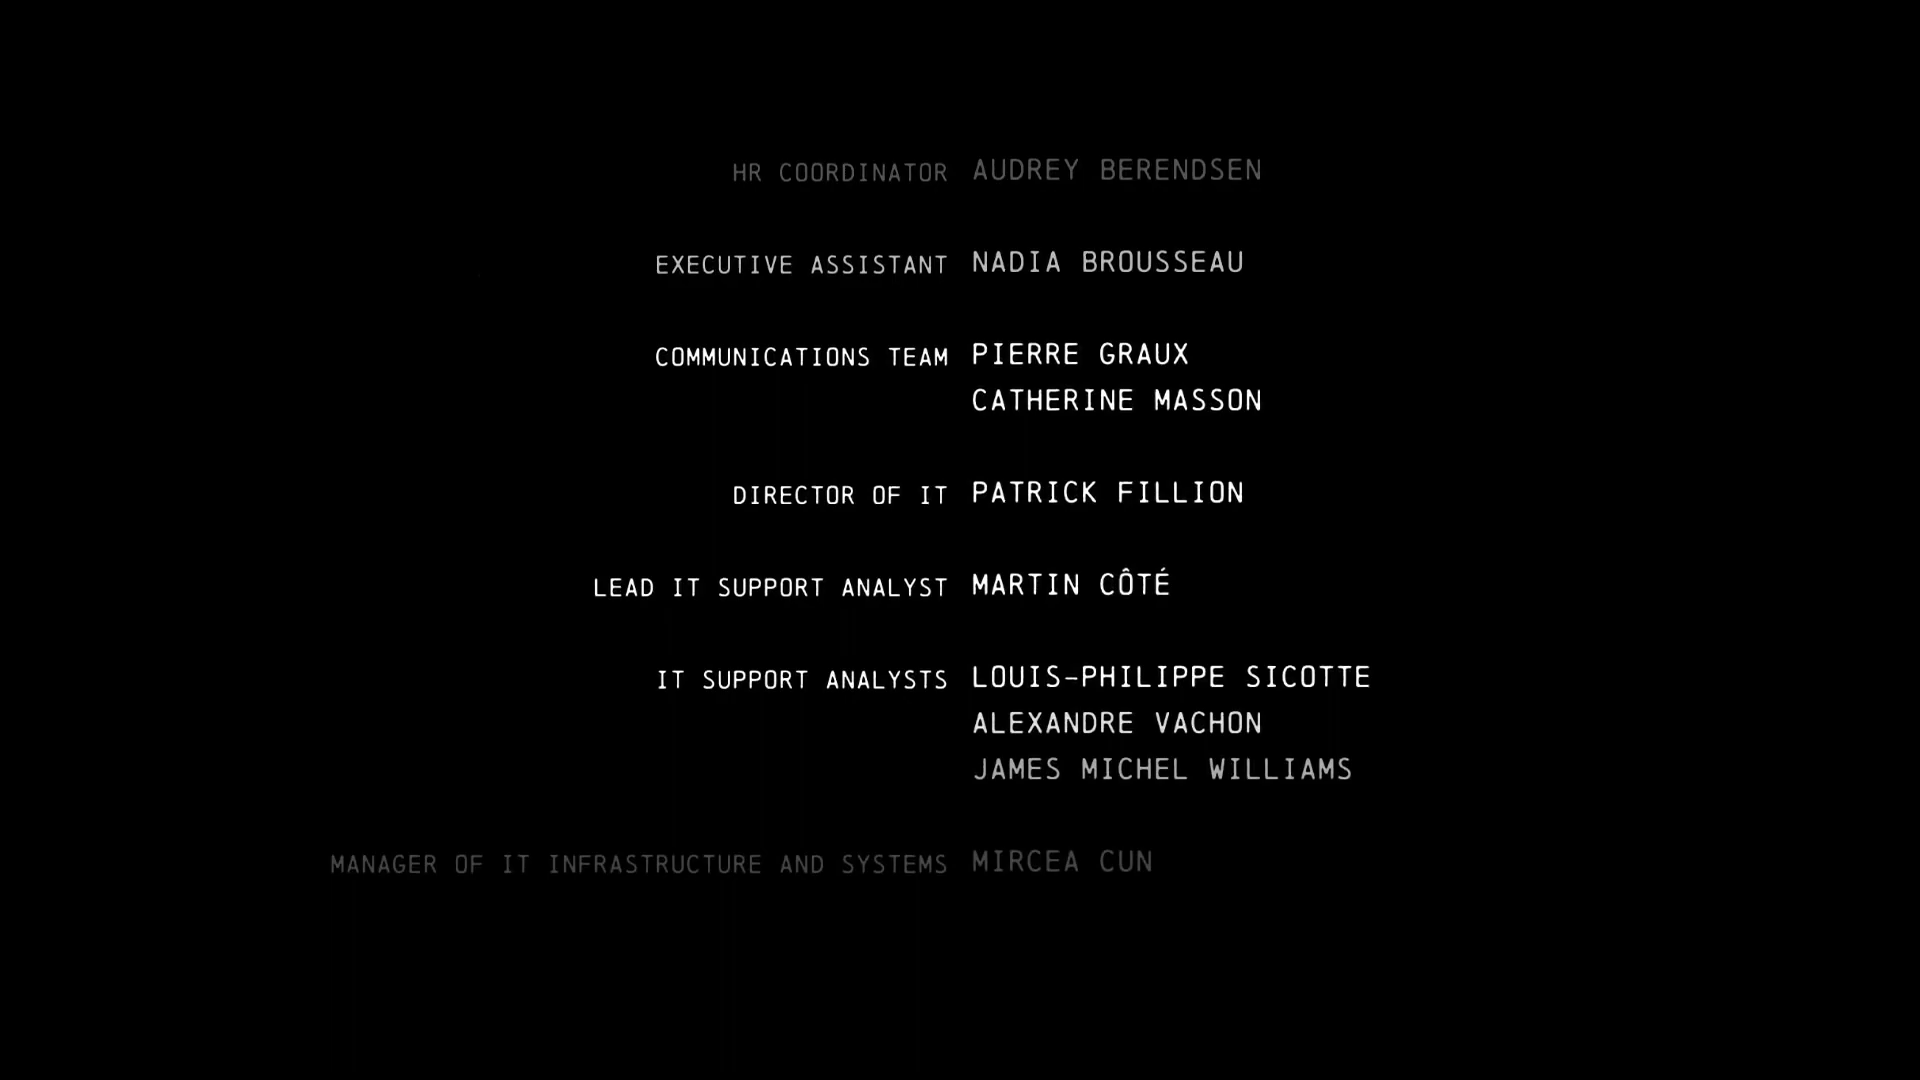 HR COORDINATOR AUDREY BERENDSEN
EXECUTIVE ASSISTANT NADIA BROUSSEAU
COMMUNICATIONS TEAM PIERRE GRAUX
CATHERINE MASSON
DIRECTOR OF IT PATRICK FILLION
LEAD IT SUPPORT ANALYST MARTIN CÔTÉ
IT SUPPORT ANALYSTS LOUIS-PHILIPPE SICOTTE
ALEXANDRE VACHON
JAMES MICHEL WILLIAMS
MANAGER OF IT INFRASTRUCTURE AND SYSTEMS MIRCEA CUN